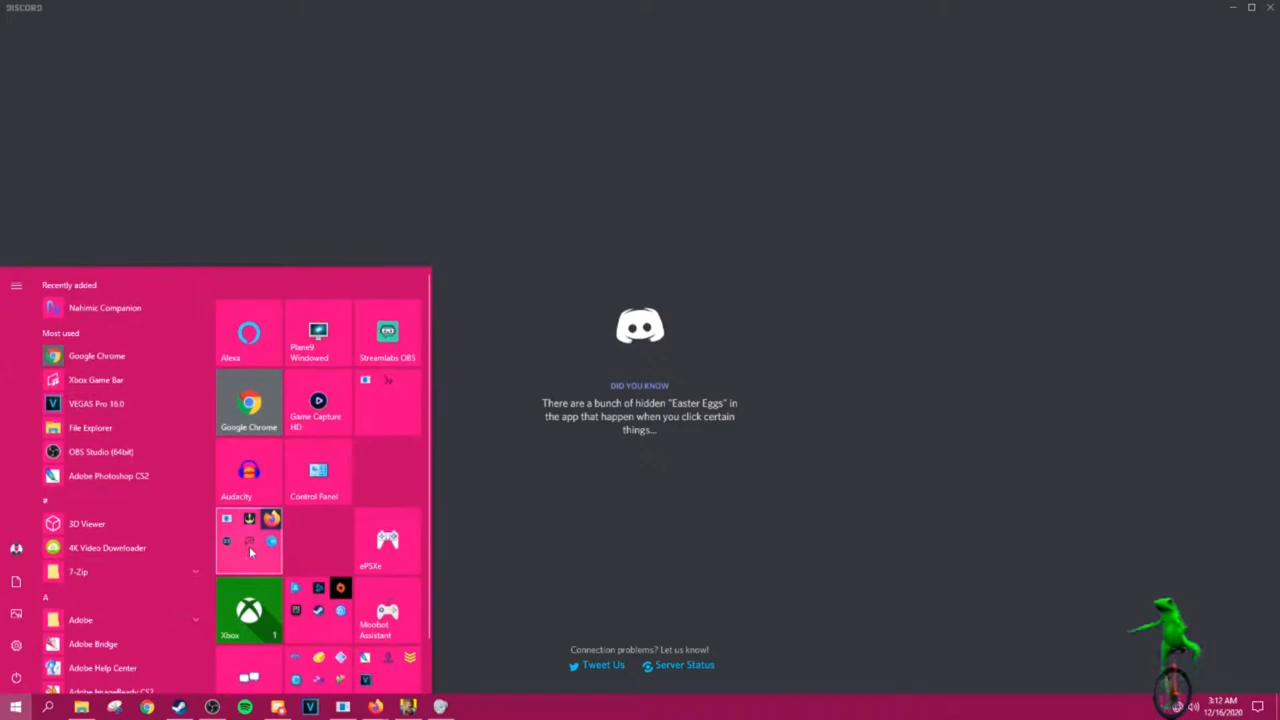 DISCORD
Recently added
Nahimic Companion
Most used
Google Chrome
Xbox Game Bar
VEGAS Pro 16.0
File Explorer
OBS Studio (64bit)
Adobe Photoshop CS2
#
3D Viewer
4K Video Downloader
7-Zip
A
Adobe
Adobe Bridge
Adobe Help Center
Adobe ImageReady CS2
Alexa
Plane9
Windowed
Streamlabs OBS
Google Chrome
Game Capture
HD
Audacity
Control Panel
ePSXe
Xbox
1
Moobot
Assistant
DID YOU KNOW
There are a bunch of hidden "Easter Eggs" in
the app that happen when you click certain
things...
Connection problems? Let us know!
Tweet Us
Server Status
3:12 AM
12/16/2020